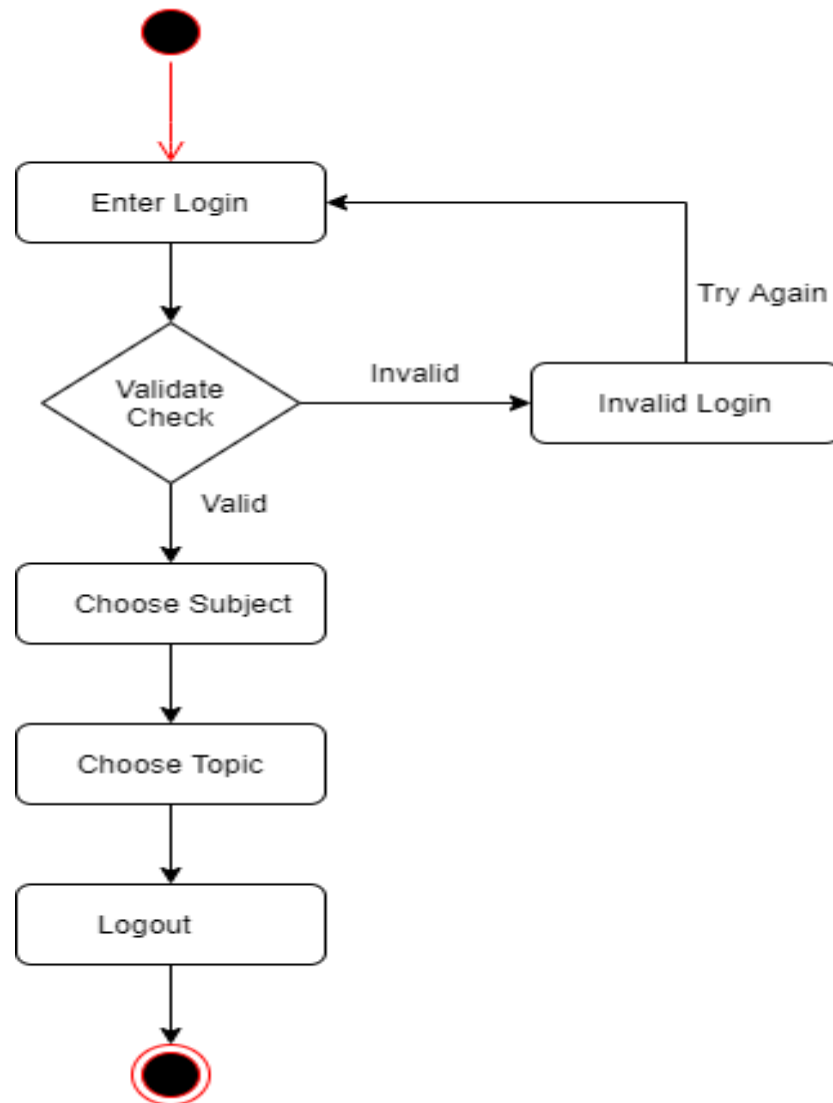 Enter Login
Try Again
Invalid
Validate
Check
Invalid Login
Valid
Choose Subject
Choose Topic
Logout